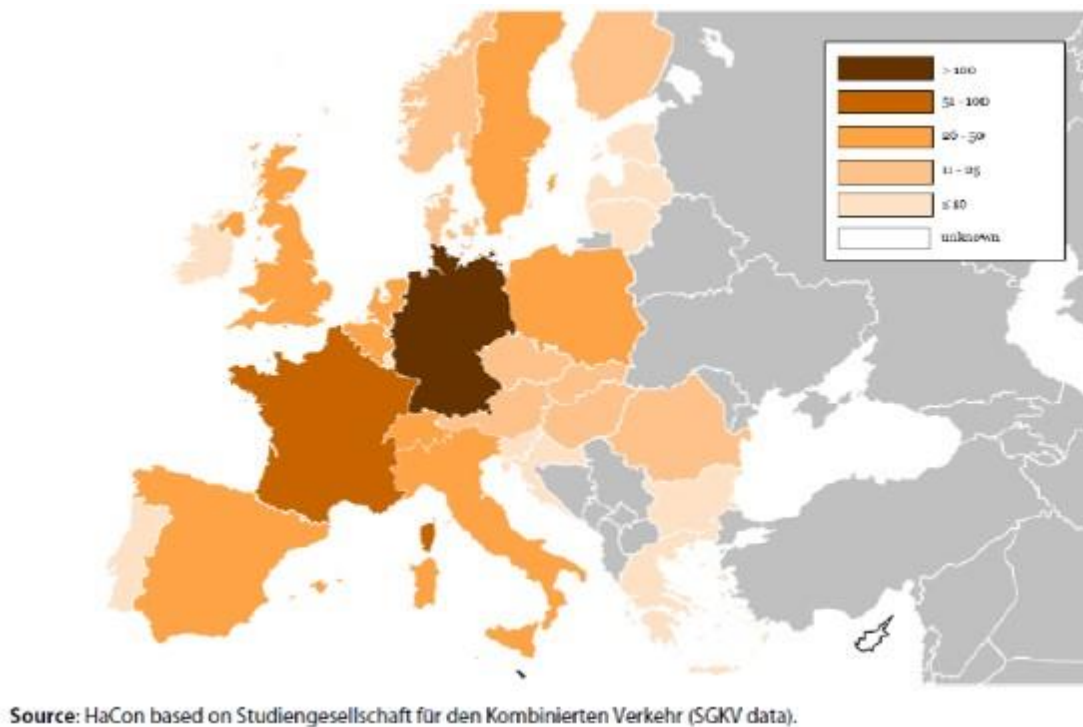 > 100
51 - 100
26 - 50
11 - 25
≤ 10
unknown
Source: HaCon based on Studiengesellschaft für den Kombinierten Verkehr (SGKV data).